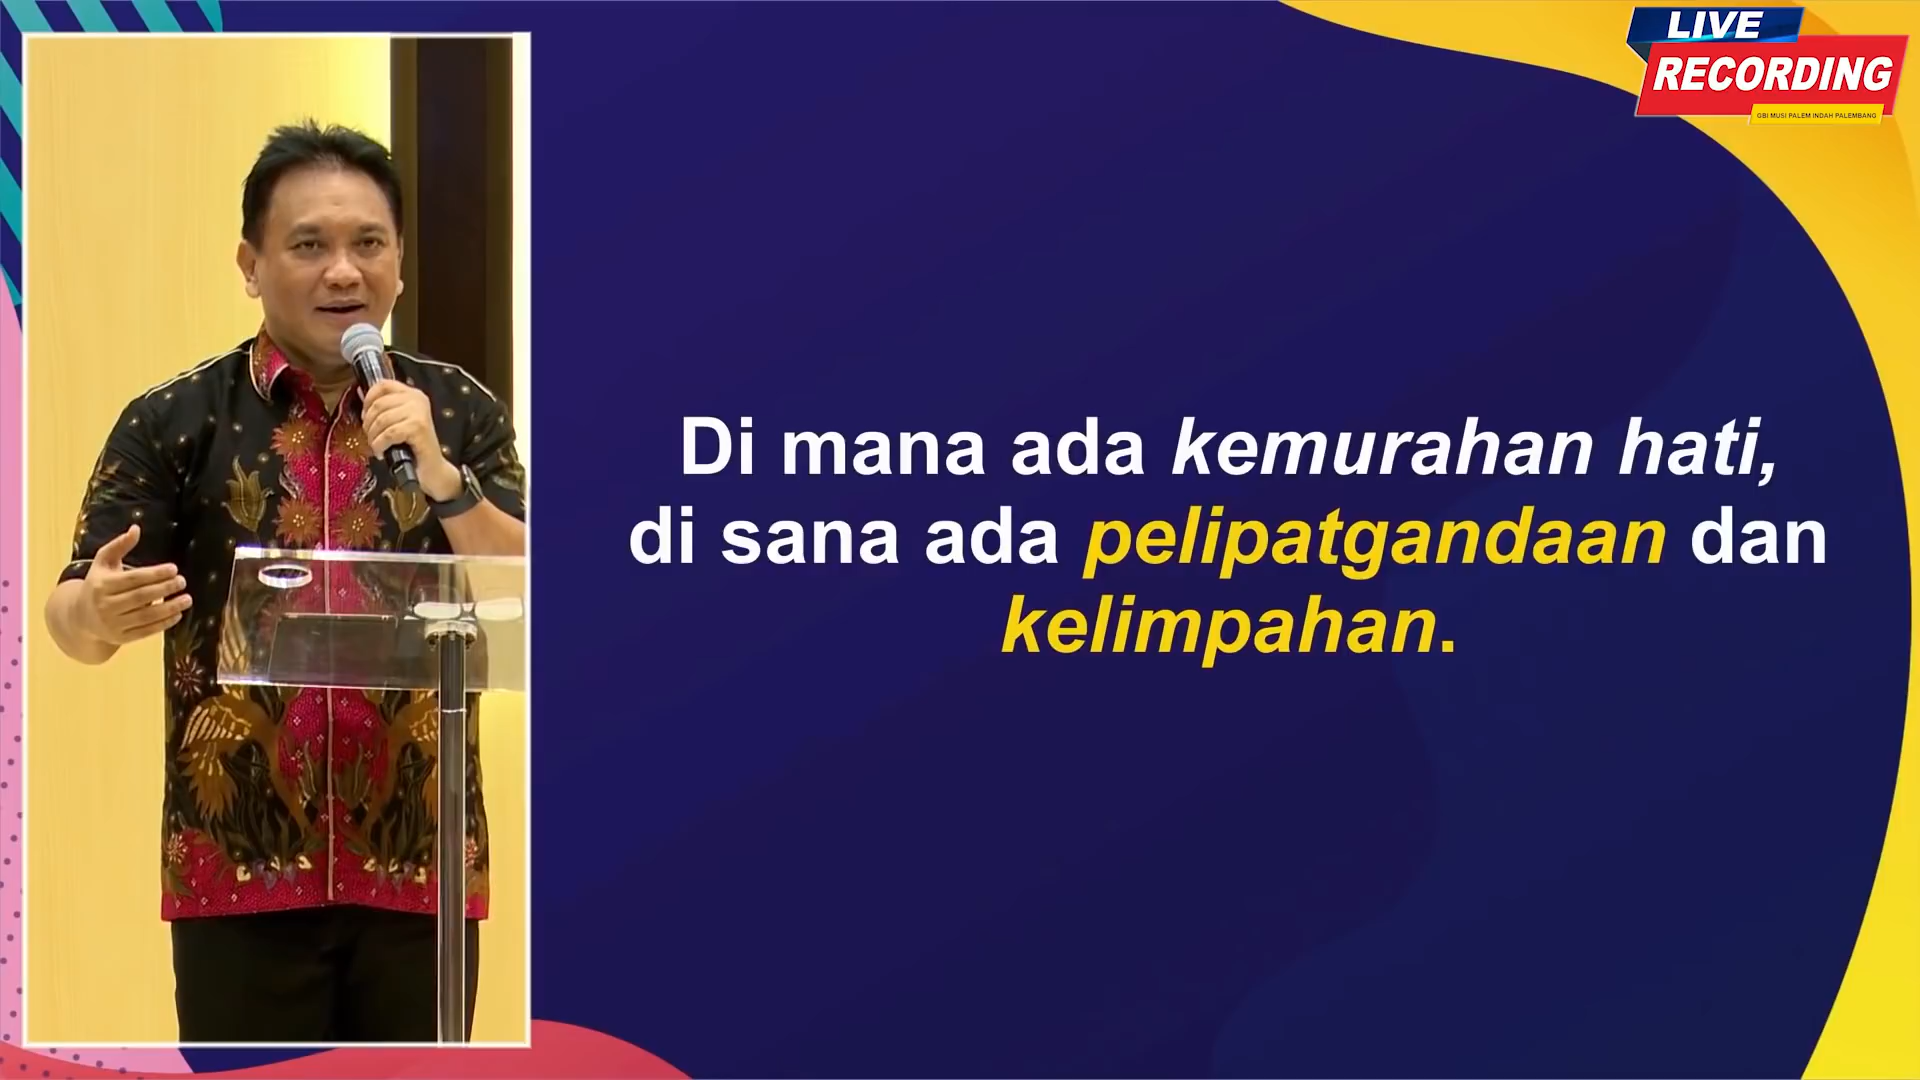 LIVE
RECORDING
GBI MUSI PALEM INDAH PALEMBANG
Di mana ada kemurahan hati,
di sana ada pelipatgandaan dan
kelimpahan.